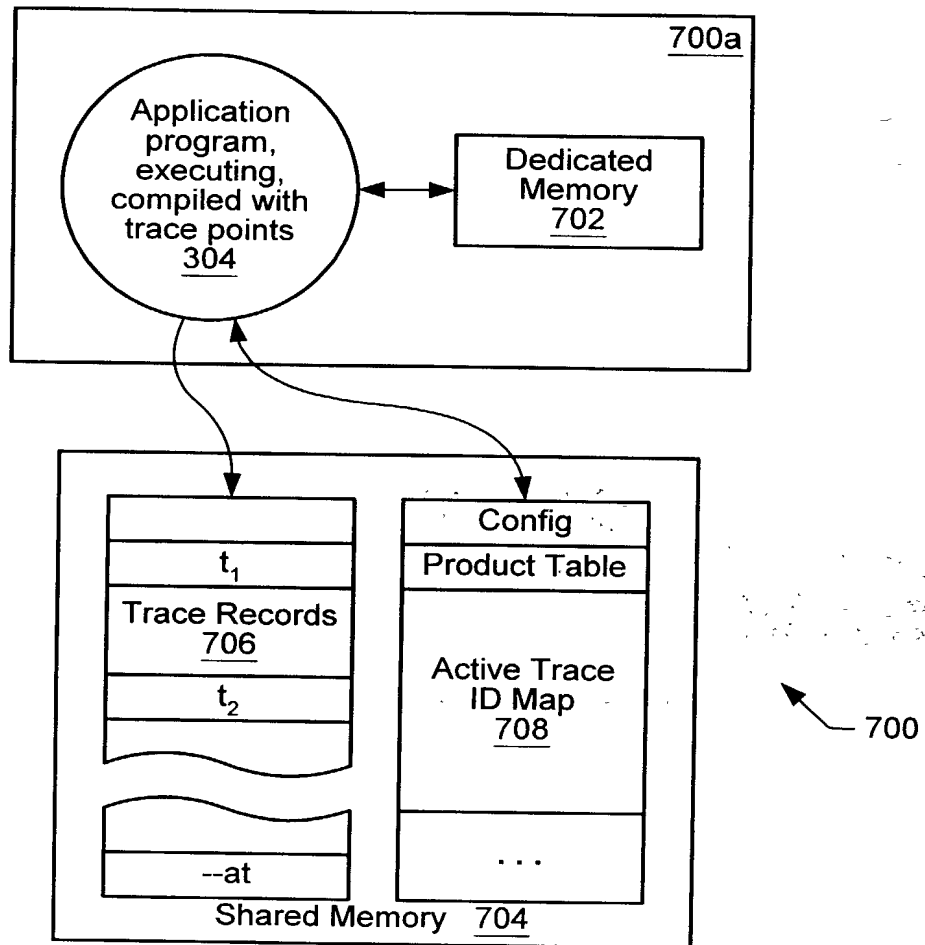 700a
Application
program,
executing,
compiled with
trace points
304
Dedicated
Memory
702
t1
Trace Records
706
t2
--at
Config
Product Table
Active Trace
ID Map
708
. . .
Shared Memory 704
700